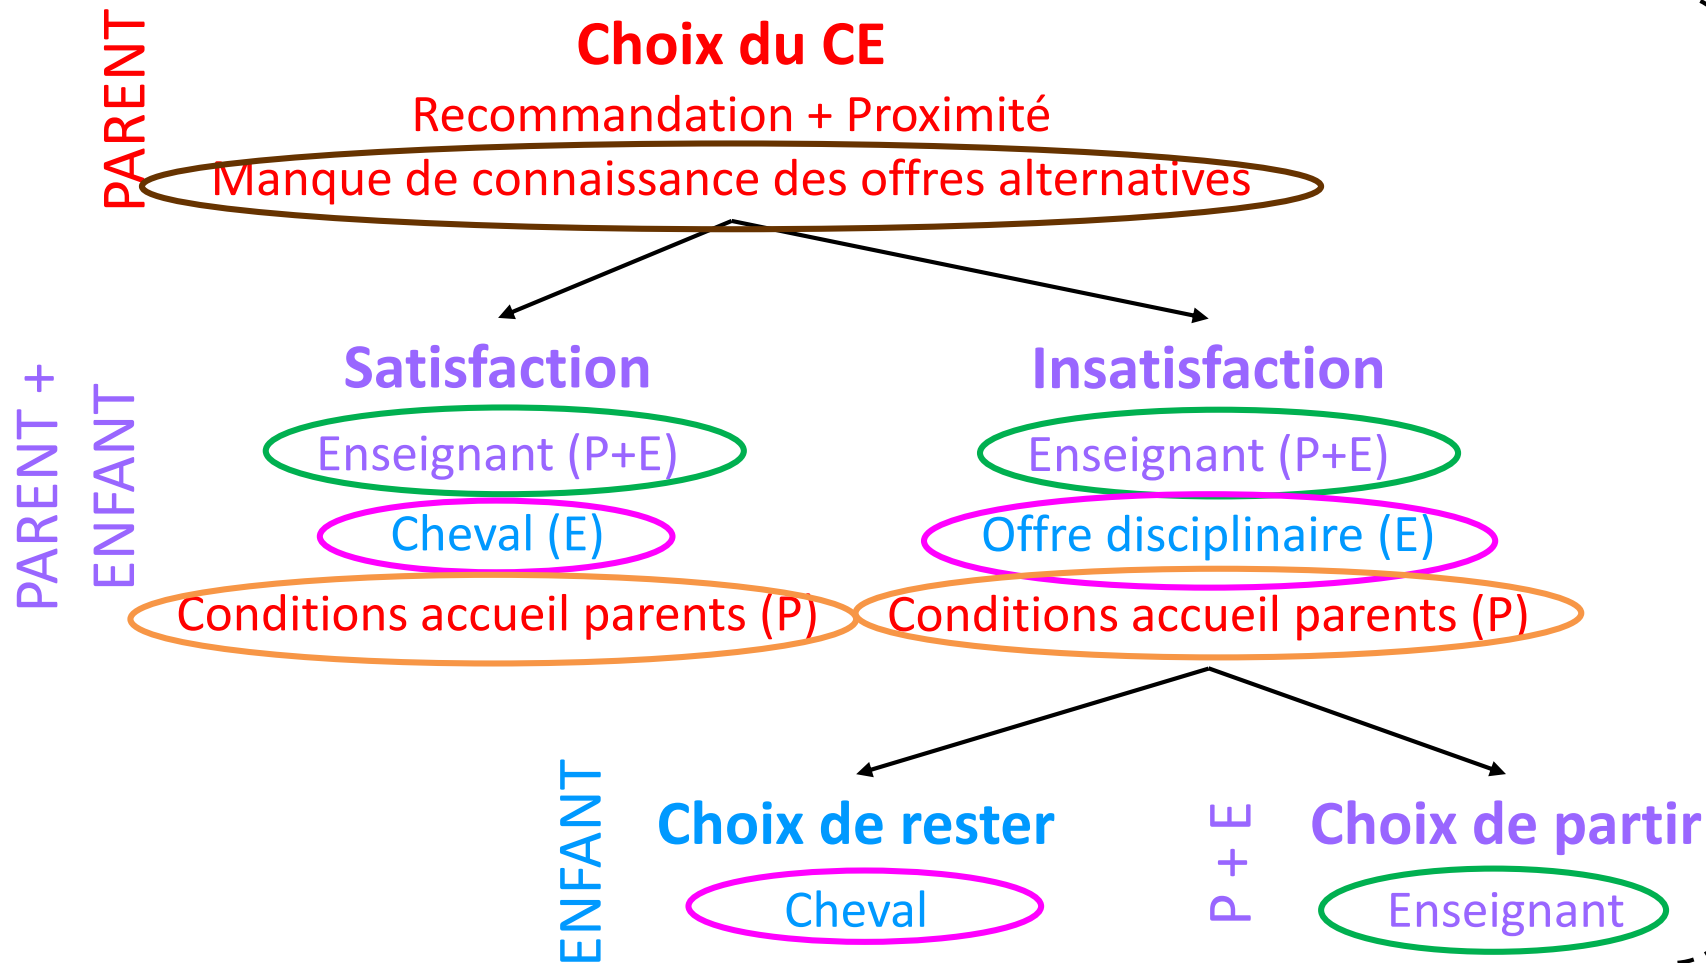 PARENT
Choix du CE
Recommandation + Proximité
Manque de connaissance des offres alternatives
PARENT +
ENFANT
Satisfaction
Enseignant (P+E)
Cheval (E)
Conditions accueil parents (P)
Insatisfaction
Enseignant (P+E)
Offre disciplinaire (E)
Conditions accueil parents (P)
ENFANT
Choix de rester
Cheval
P + E
Choix de partir
Enseignant